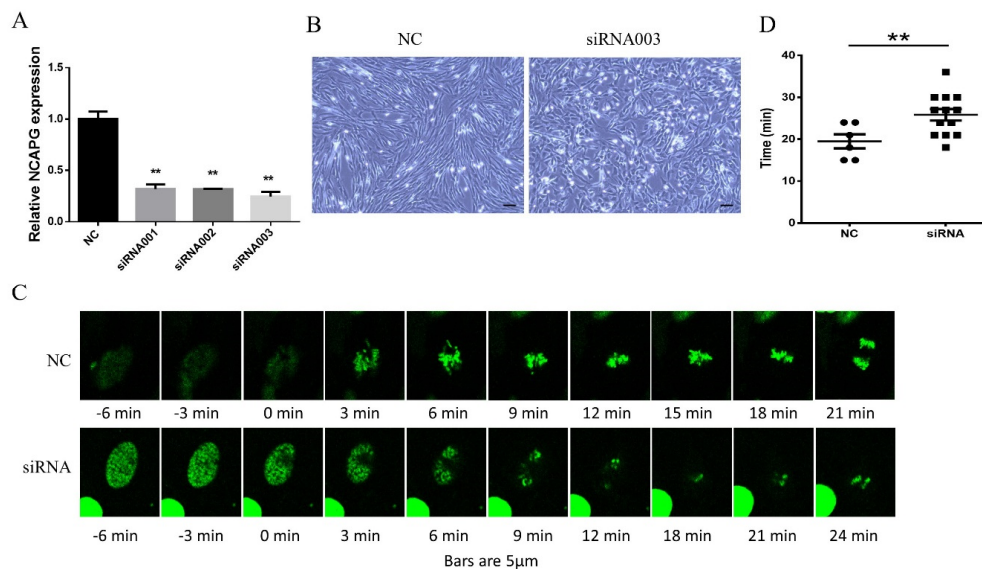 A
Relative NCAPG expression
1.5
1.0
0.5
0.0
**
**
**
NC
siRNA001
siRNA002
siRNA003
B
NC
siRNA003
D
**
Time (min)
40
30
20
10
0
NC
siRNA
C
NC
-6 min
-3 min
0 min
3 min
6 min
9 min
12 min
15 min
18 min
21 min
siRNA
-6 min
-3 min
0 min
3 min
6 min
9 min
12 min
18 min
21 min
24 min
Bars are 5μm